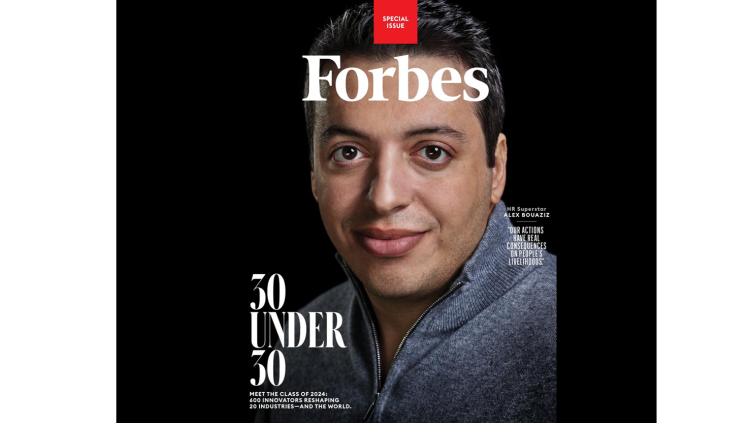 SPECIAL
ISSUE
Forbes
HR Superstar
ALEX BOUAZIZ
"OUR ACTIONS
HAVE REAL
CONSEQUENCES
ON PEOPLE'S
LIVELIHOODS."
30
UNDER
30
MEET THE CLASS OF 2024:
600 INNOVATORS RESHAPING
20 INDUSTRIES—AND THE WORLD.